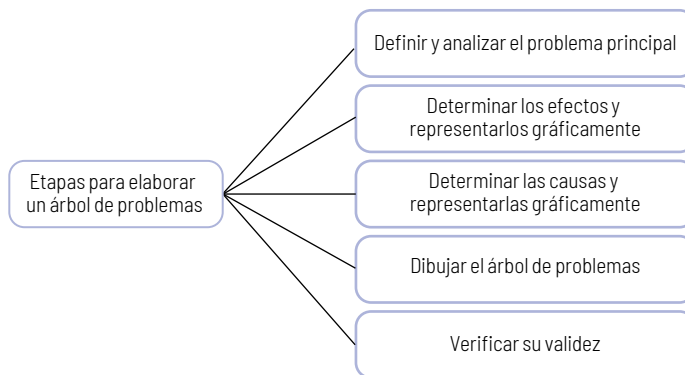 Etapas para elaborar
un árbol de problemas
Definir y analizar el problema principal
Determinar los efectos y
representarlos gráficamente
Determinar las causas y
representarlas gráficamente
Dibujar el árbol de problemas
Verificar su validez